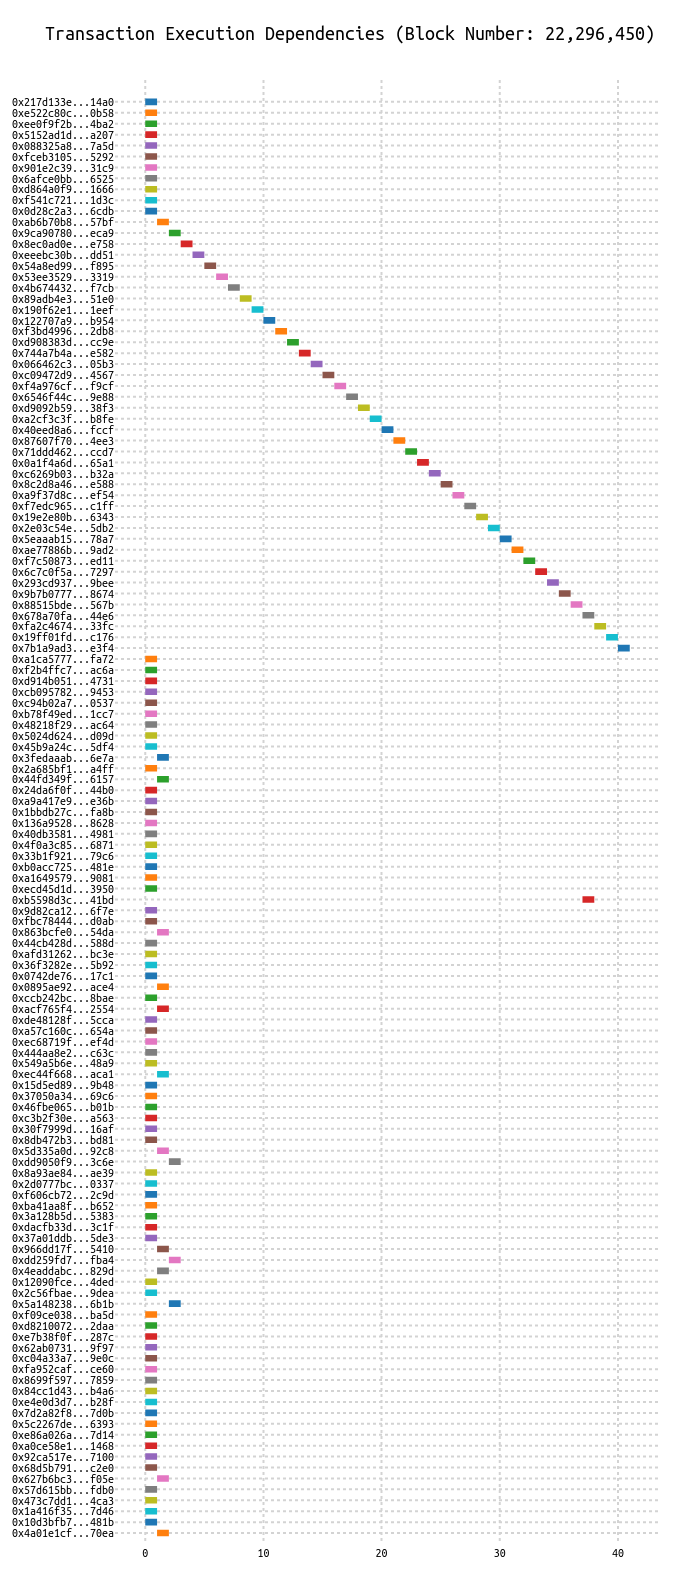 Transaction Execution Dependencies (Block Number: 22,296,450)
0x217d133e...14a0
0xe522c80c...0b58
0xee0f9f2b...4ba2
0x5152ad1d...a207
0x088325a8...7a5d
0xfceb3105...5292
0x901e2c39...31c9
0x6afce0bb...6525
0xd864a0f9...1666
0xf541c721...1d3c
0x0d28c2a3...6cdb
0xab6b70b8...57bf
0x9ca90780...eca9
0x8ec0ad0e...e758
0xeeebc30b...dd51
0x54a8ed99...f895
0x53ee3529...3319
0x4b674432...f7cb
0x89adb4e3...51e0
0x190f62e1...1eef
0x122707a9...b954
0xf3bd4996...2db8
0xd908383d...cc9e
0x744a7b4a...e582
0x066462c3...05b3
0xc09472d9...4567
0xf4a976cf...f9cf
0x6546f44c...9e88
0xd9092b59...38f3
0xa2cf3c3f...b8fe
0x40eed8a6...fccf
0x87607f70...4ee3
0x71ddd462...ccd7
0x0a1f4a6d...65a1
0xc6269b03...b32a
0x8c2d8a46...e588
0xa9f37d8c...ef54
0xf7edc965...c1ff
0x19e2e80b...6343
0x2e03c54e...5db2
0x5eaaab15...78a7
0xae77886b...9ad2
0xf7c50873...ed11
0x6c7c0f5a...7297
0x293cd937...9bee
0x9b7b0777...8674
0x88515bde...567b
0x678a70fa...44e6
0xfa2c4674...33fc
0x19ff01fd...c176
0x7b1a9ad3...e3f4
0xa1ca5777...fa72
0xf2b4ffc7...ac6a
0xd914b051...4731
0xcb095782...9453
0xc94b02a7...0537
0xb78f49ed...1cc7
0x48218f29...ac64
0x5024d624...d09d
0x45b9a24c...5df4
0x3fedaaab...6e7a
0x2a685bf1...a4ff
0x44fd349f...6157
0x24da6f0f...44b0
0xa9a417e9...e36b
0x1bbdb27c...fa8b
0x136a9528...8628
0x40db3581...4981
0x4f0a3c85...6871
0x33b1f921...79c6
0xb0acc725...481e
0xa1649579...9081
0xecd45d1d...3950
0xb5598d3c...41bd
0x9d82ca12...6f7e
0xfbc78444...d0ab
0x863bcfe0...54da
0x44cb428d...588d
0xafd31262...bc3e
0x36f3282e...5b92
0x0742de76...17c1
0x0895ae92...ace4
0xccb242bc...8bae
0xacf765f4...2554
0xde48128f...5cca
0xa57c160c...654a
0xec68719f...ef4d
0x444aa8e2...c63c
0x549a5b6e...48a9
0xec44f668...aca1
0x15d5ed89...9b48
0x37050a34...69c6
0x46fbe065...b01b
0xc3b2f30e...a563
0x30f7999d...16af
0x8db472b3...bd81
0x5d335a0d...92c8
0xdd9050f9...3c6e
0x8a93ae84...ae39
0x2d0777bc...0337
0xf606cb72...2c9d
0xba41aa8f...b652
0x3a128b5d...5383
0xdacfb33d...3c1f
0x37a01ddb...5de3
0x966dd17f...5410
0xdd259fd7...fba4
0x4eaddabc...829d
0x12090fce...4ded
0x2c56fbae...9dea
0x5a148238...6b1b
0xf09ce038...ba5d
0xd8210072...2daa
0xe7b38f0f...287c
0x62ab0731...9f97
0xc04a33a7...9e0c
0xfa952caf...ce60
0x8699f597...7859
0x84cc1d43...b4a6
0xe4e0d3d7...b28f
0x7d2a82f8...7d0b
0x5c2267de...6393
0xe86a026a...7d14
0xa0ce58e1...1468
0x92ca517e...7100
0x68d5b791...c2e0
0x627b6bc3...f05e
0x57d615bb...fdb0
0x473c7dd1...4ca3
0x1a416f35...7d46
0x10d3bfb7...481b
0x4a01e1cf...70ea
0 10 20 30 40